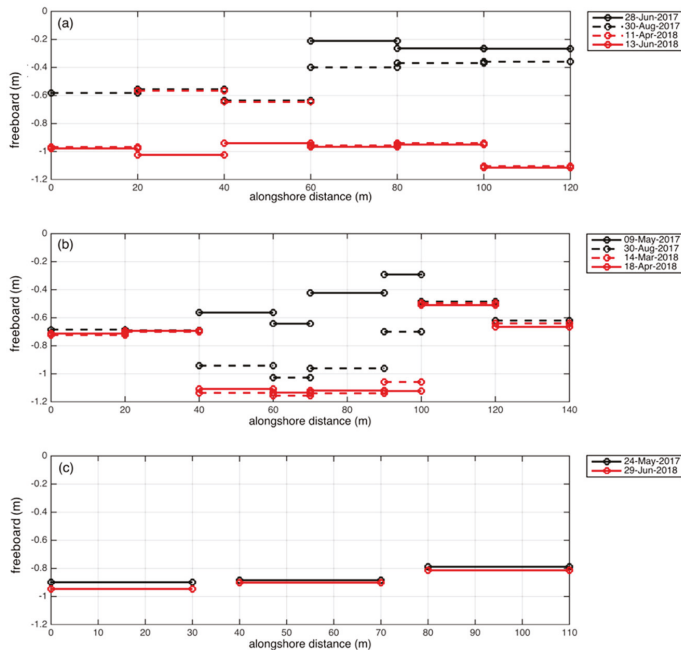 (a)
28-Jun-2017
30-Aug-2017
11-Apr-2018
13-Jun-2018
freeboard (m)
0
-0.2
-0.4
-0.6
-0.8
-1
-1.2
0 20 40 60 80 100 120
alongshore distance (m)
(b)
09-May-2017
30-Aug-2017
14-Mar-2018
18-Apr-2018
freeboard (m)
0
-0.2
-0.4
-0.6
-0.8
-1
-1.2
0 20 40 60 80 100 120 140
alongshore distance (m)
(c)
24-May-2017
29-Jun-2018
freeboard (m)
0
-0.2
-0.4
-0.6
-0.8
-1
-1.2
0 10 20 30 40 50 60 70 80 90 100 110
alongshore distance (m)